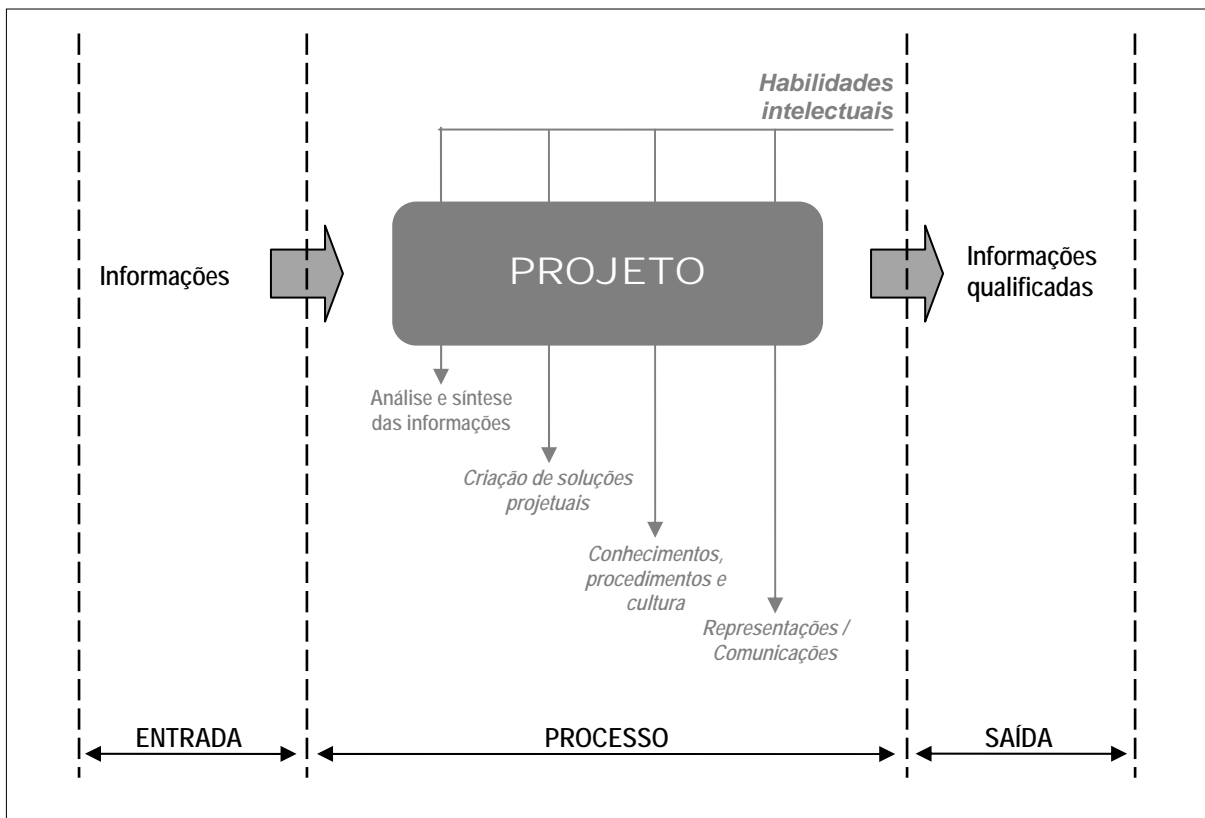 Habilidades
intelectuais
PROJETO
Informações
Informações
qualificadas
Análise e síntese
das informações
Criação de soluções
projetuais
Conhecimentos,
procedimentos e
cultura
Representações /
Comunicações
ENTRADA
PROCESSO
SAÍDA